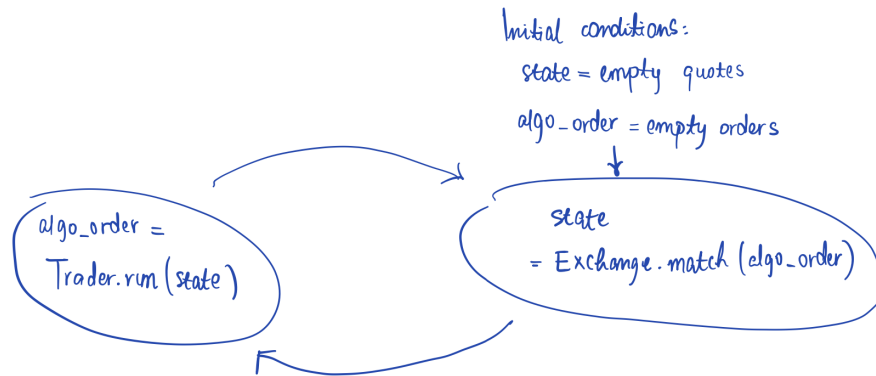 Initial conditions:
state = empty quotes
algo_order = empty orders
algo_order =
Trader.run(state)
state
= Exchange.match(algo_order)